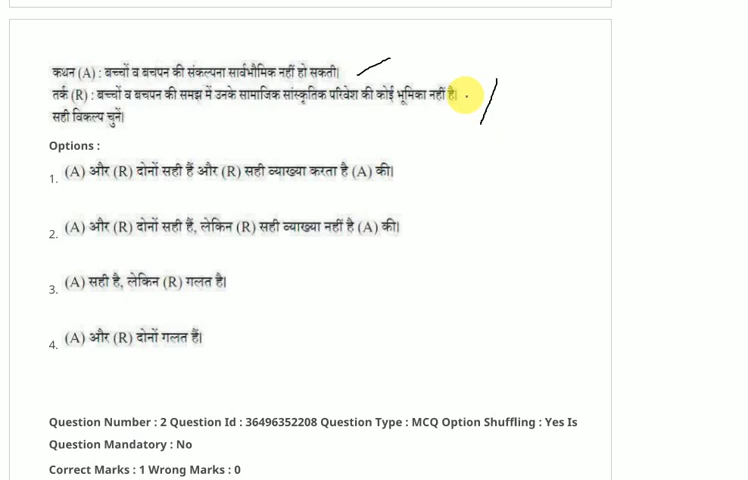 कथन (A) : बच्चों व बचपन की संकल्पना सार्वभौमिक नहीं हो सकती।
तर्क (R) : बच्चों व बचपन की समझ में उनके सामाजिक सांस्कृतिक परिवेश की कोई भूमिका नहीं है।
सही विकल्प चुनें।
Options :
1. (A) और (R) दोनों सही हैं और (R) सही व्याख्या करता है (A) की।
2. (A) और (R) दोनों सही हैं, लेकिन (R) सही व्याख्या नहीं है (A) की।
3. (A) सही है, लेकिन (R) गलत है।
4. (A) और (R) दोनों गलत हैं।
Question Number : 2 Question Id : 36496352208 Question Type : MCQ Option Shuffling : Yes Is
Question Mandatory : No
Correct Marks : 1 Wrong Marks : 0